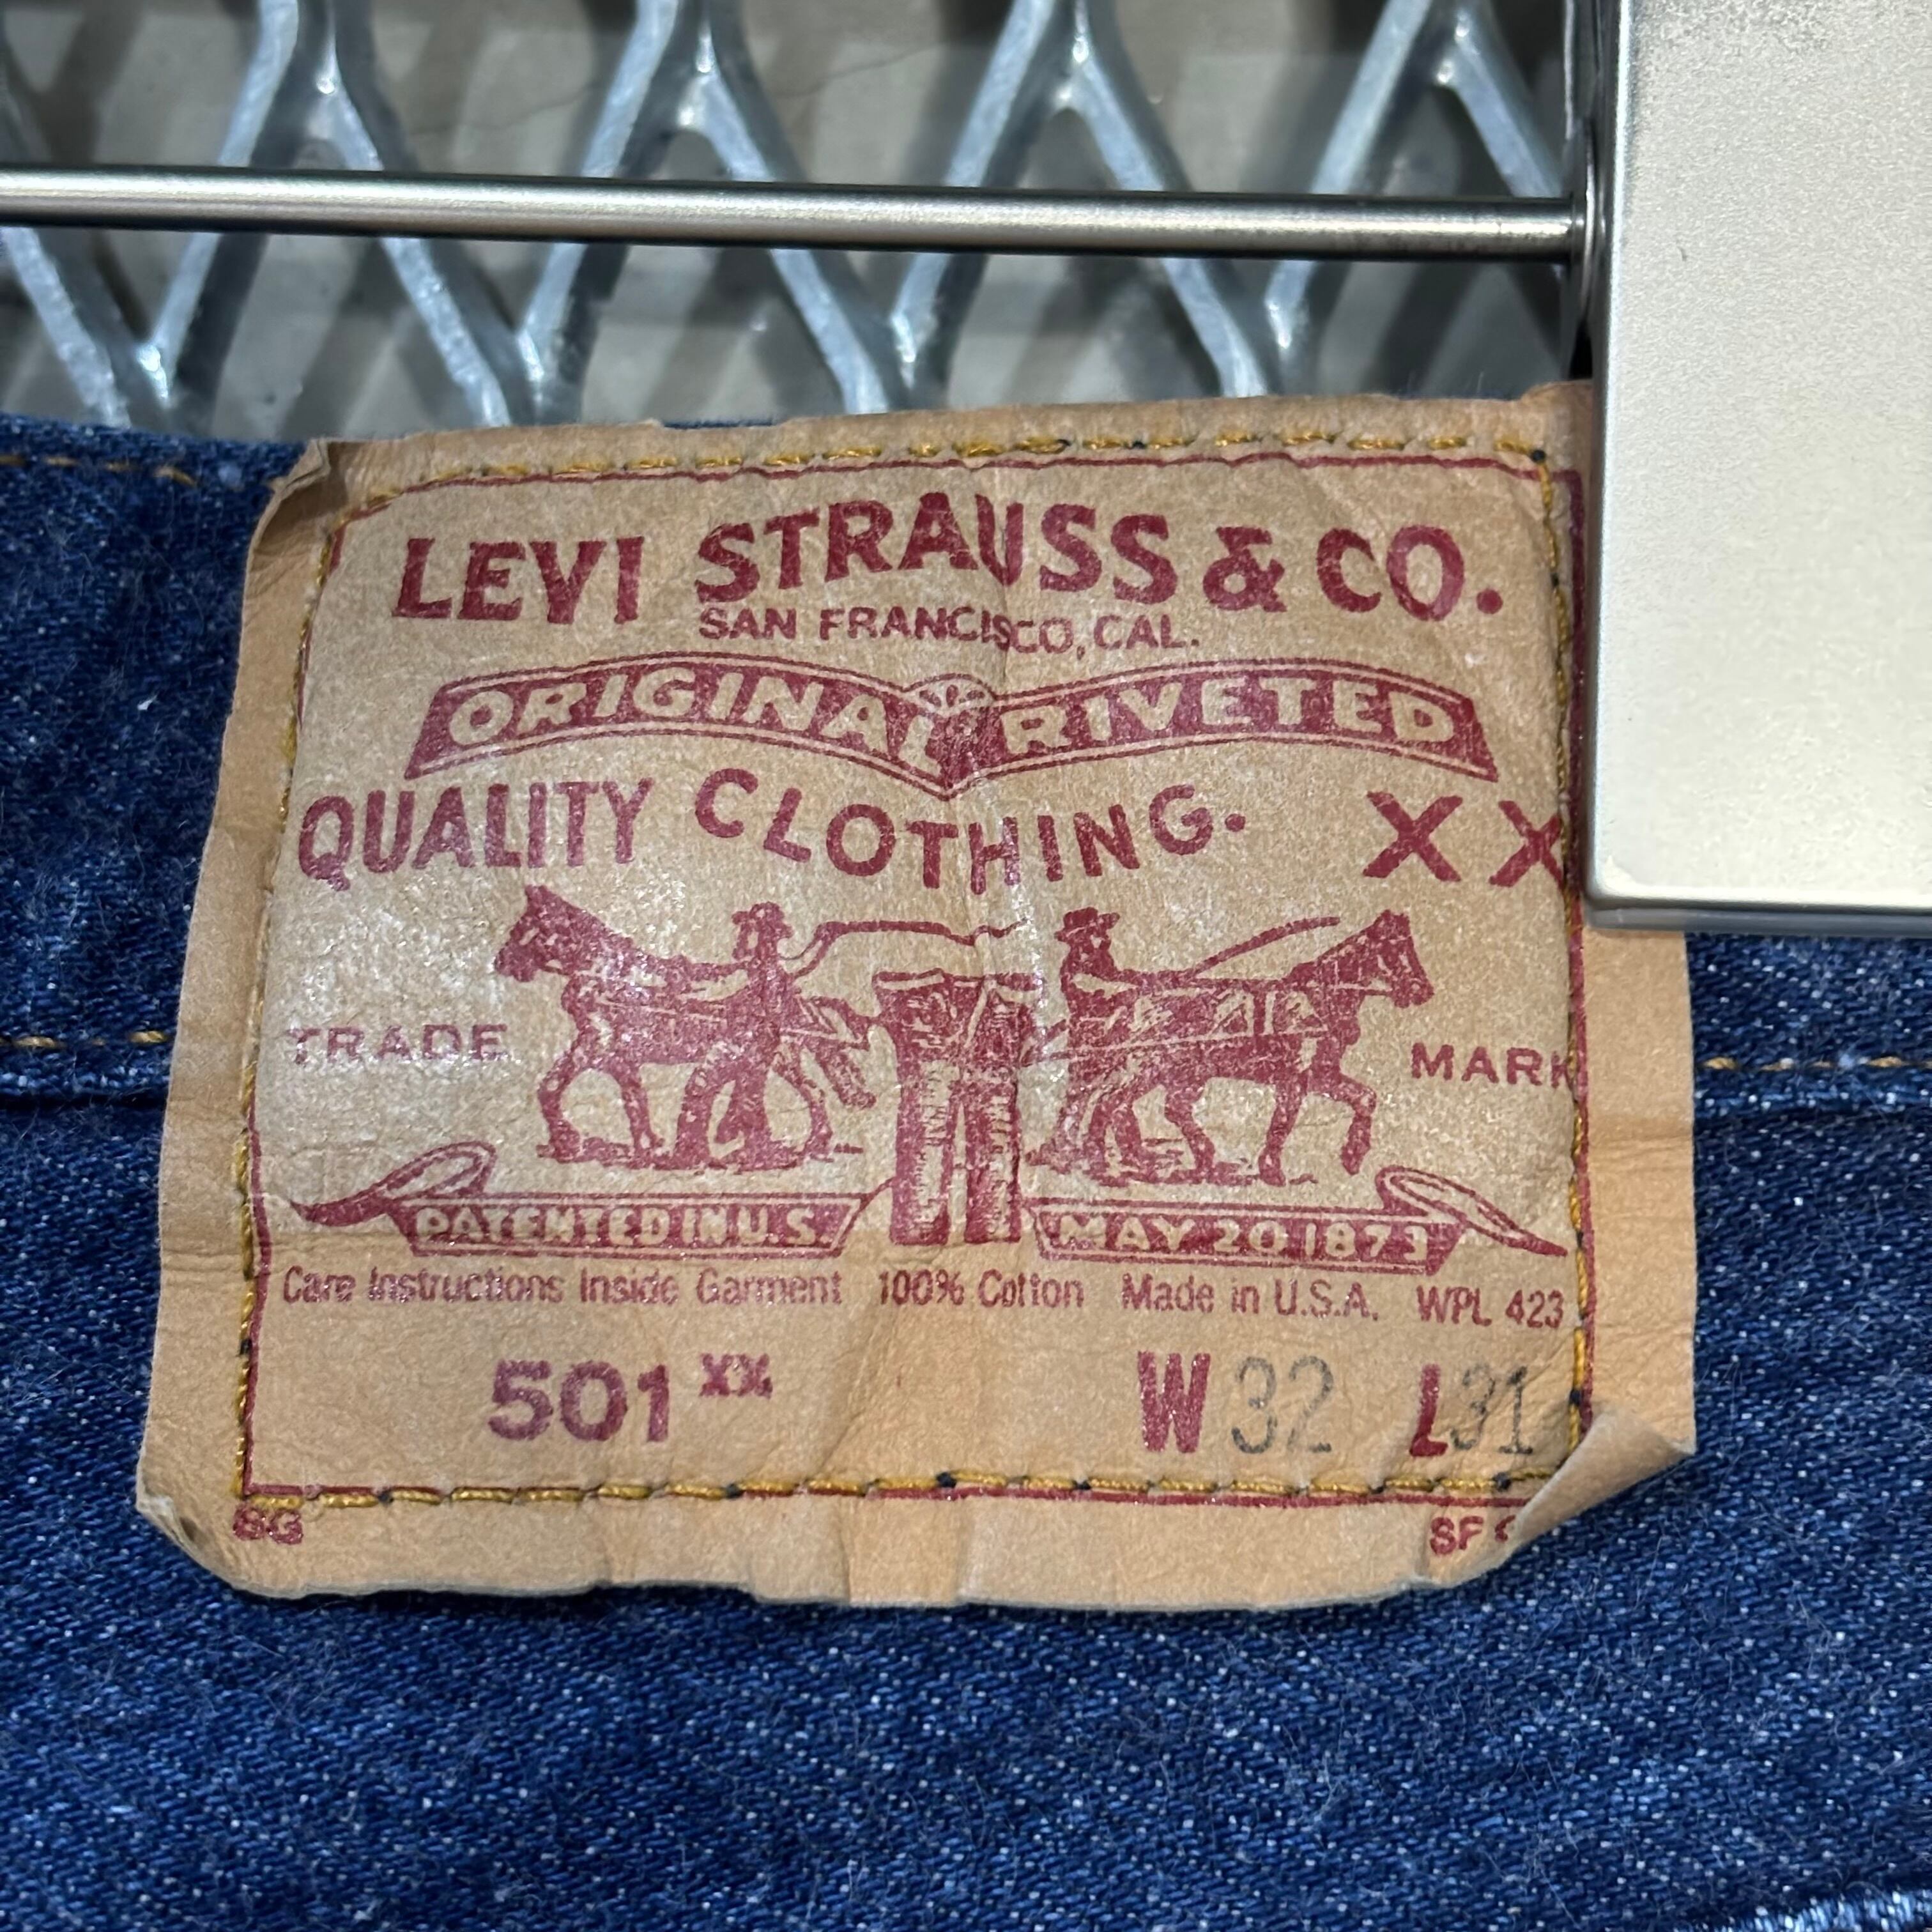 LEVI STRAUSS & CO.
SAN FRANCISCO, CAL.
ORIGINAL RIVETED
QUALITY CLOTHING. XX
TRADE MARK
PATENTED IN U.S. MAY 20 1873
Care Instructions Inside Garment 100% Cotton Made in U.S.A. WPL 423
501 XX W 32 L 31
SF